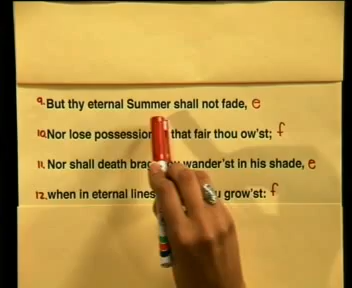 9. But thy eternal Summer shall not fade, e
10. Nor lose possession that fair thou ow'st; f
11. Nor shall death brag wander'st in his shade, e
12. when in eternal lines grow'st: f